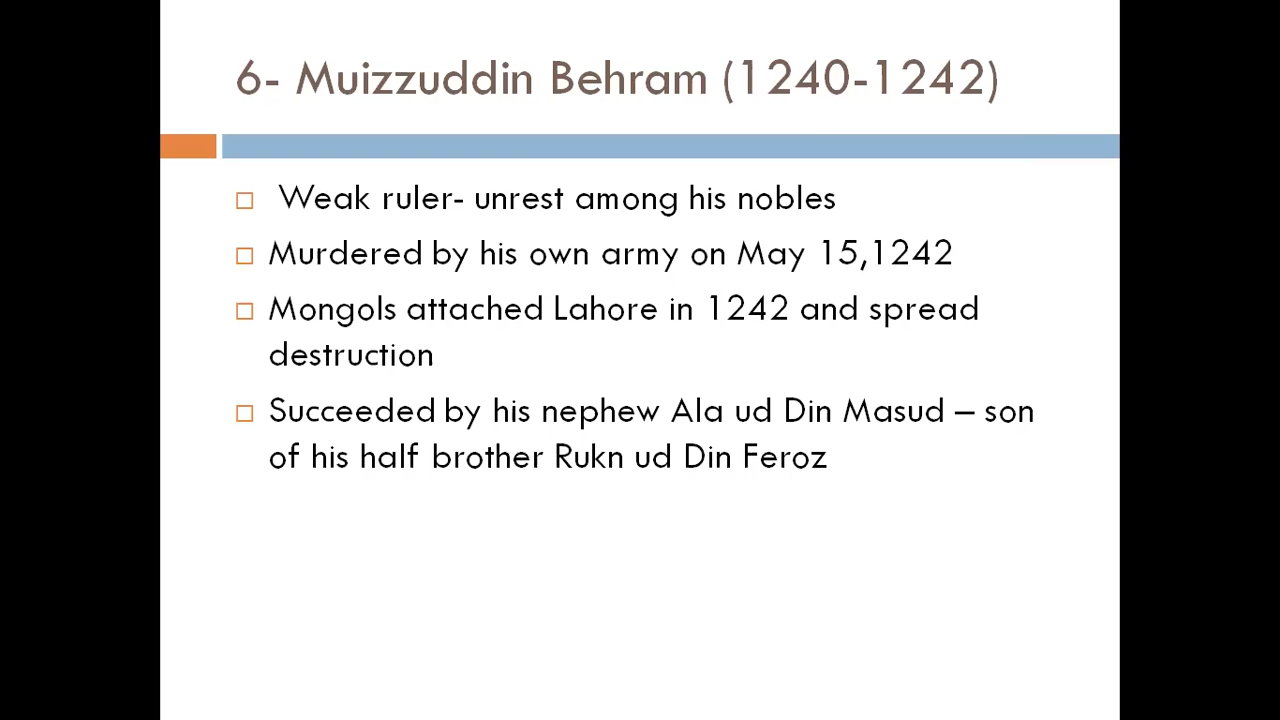 6- Muizzuddin Behram (1240-1242)
Weak ruler- unrest among his nobles
Murdered by his own army on May 15,1242
Mongols attached Lahore in 1242 and spread
destruction
Succeeded by his nephew Ala ud Din Masud – son
of his half brother Rukn ud Din Feroz